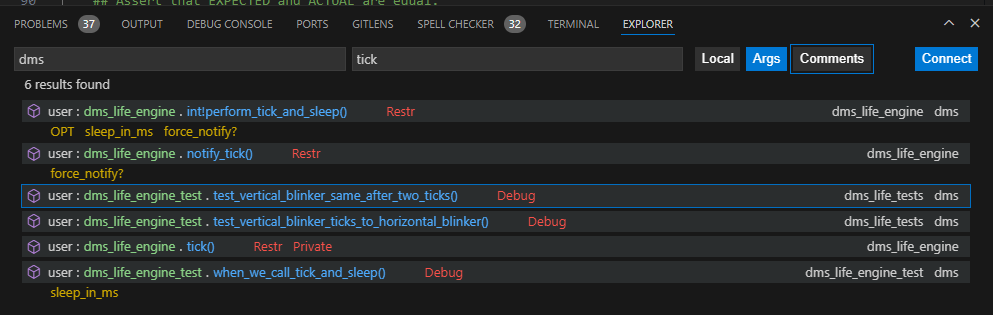 90 ## Assert that EXPECTED and ACTUAL are equal.
PROBLEMS 37 OUTPUT DEBUG CONSOLE PORTS GITLENS SPELL CHECKER 32 TERMINAL EXPLORER
dms tick Local Args Comments Connect
6 results found
user : dms_life_engine . int!perform_tick_and_sleep() Restr dms_life_engine dms
OPT sleep_in_ms force_notify?
user : dms_life_engine . notify_tick() Restr dms_life_engine
force_notify?
user : dms_life_engine_test . test_vertical_blinker_same_after_two_ticks() Debug dms_life_tests dms
user : dms_life_engine_test . test_vertical_blinker_ticks_to_horizontal_blinker() Debug dms_life_tests dms
user : dms_life_engine . tick() Restr Private dms_life_engine
user : dms_life_engine_test . when_we_call_tick_and_sleep() Debug dms_life_engine_test dms
sleep_in_ms